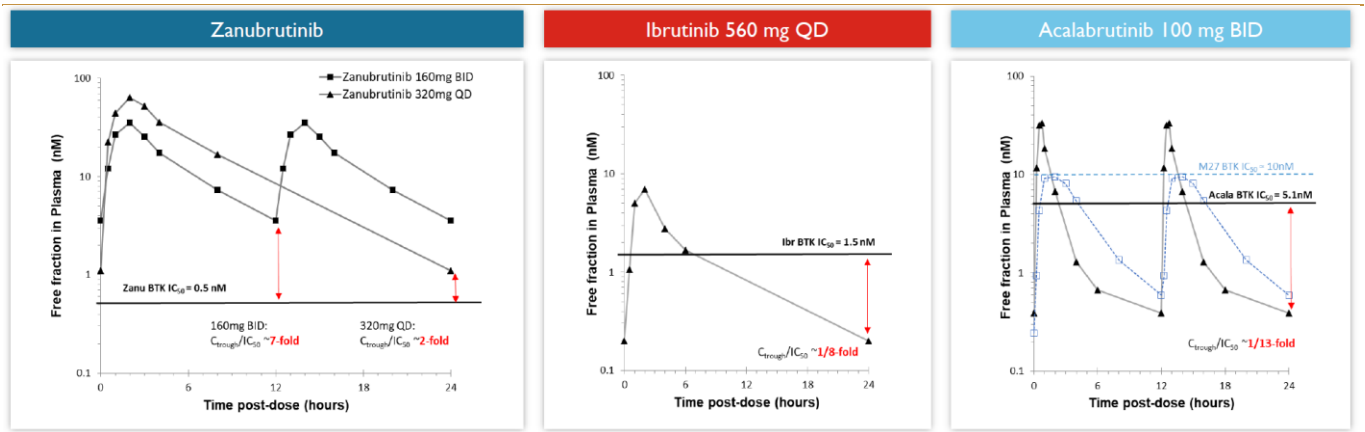 Zanubrutinib
Free fraction in Plasma (nM)
100
10
1
0.1
Zanubrutinib 160mg BID
Zanubrutinib 320mg QD
Zanu BTK IC50 = 0.5 nM
160mg BID:
Ctrough/IC50 ~7-fold
320mg QD:
Ctrough/IC50 ~2-fold
0 6 12 18 24
Time post-dose (hours)
Ibrutinib 560 mg QD
Free fraction in Plasma (nM)
100
10
1
0.1
Ibr BTK IC50 = 1.5 nM
Ctrough/IC50 ~1/8-fold
0 6 12 18 24
Time post-dose (hours)
Acalabrutinib 100 mg BID
Free fraction in Plasma (nM)
100
10
1
0.1
M27 BTK IC50 = 10nM
Acala BTK IC50 = 5.1nM
Ctrough/IC50 ~1/13-fold
0 6 12 18 24
Time post-dose (hours)